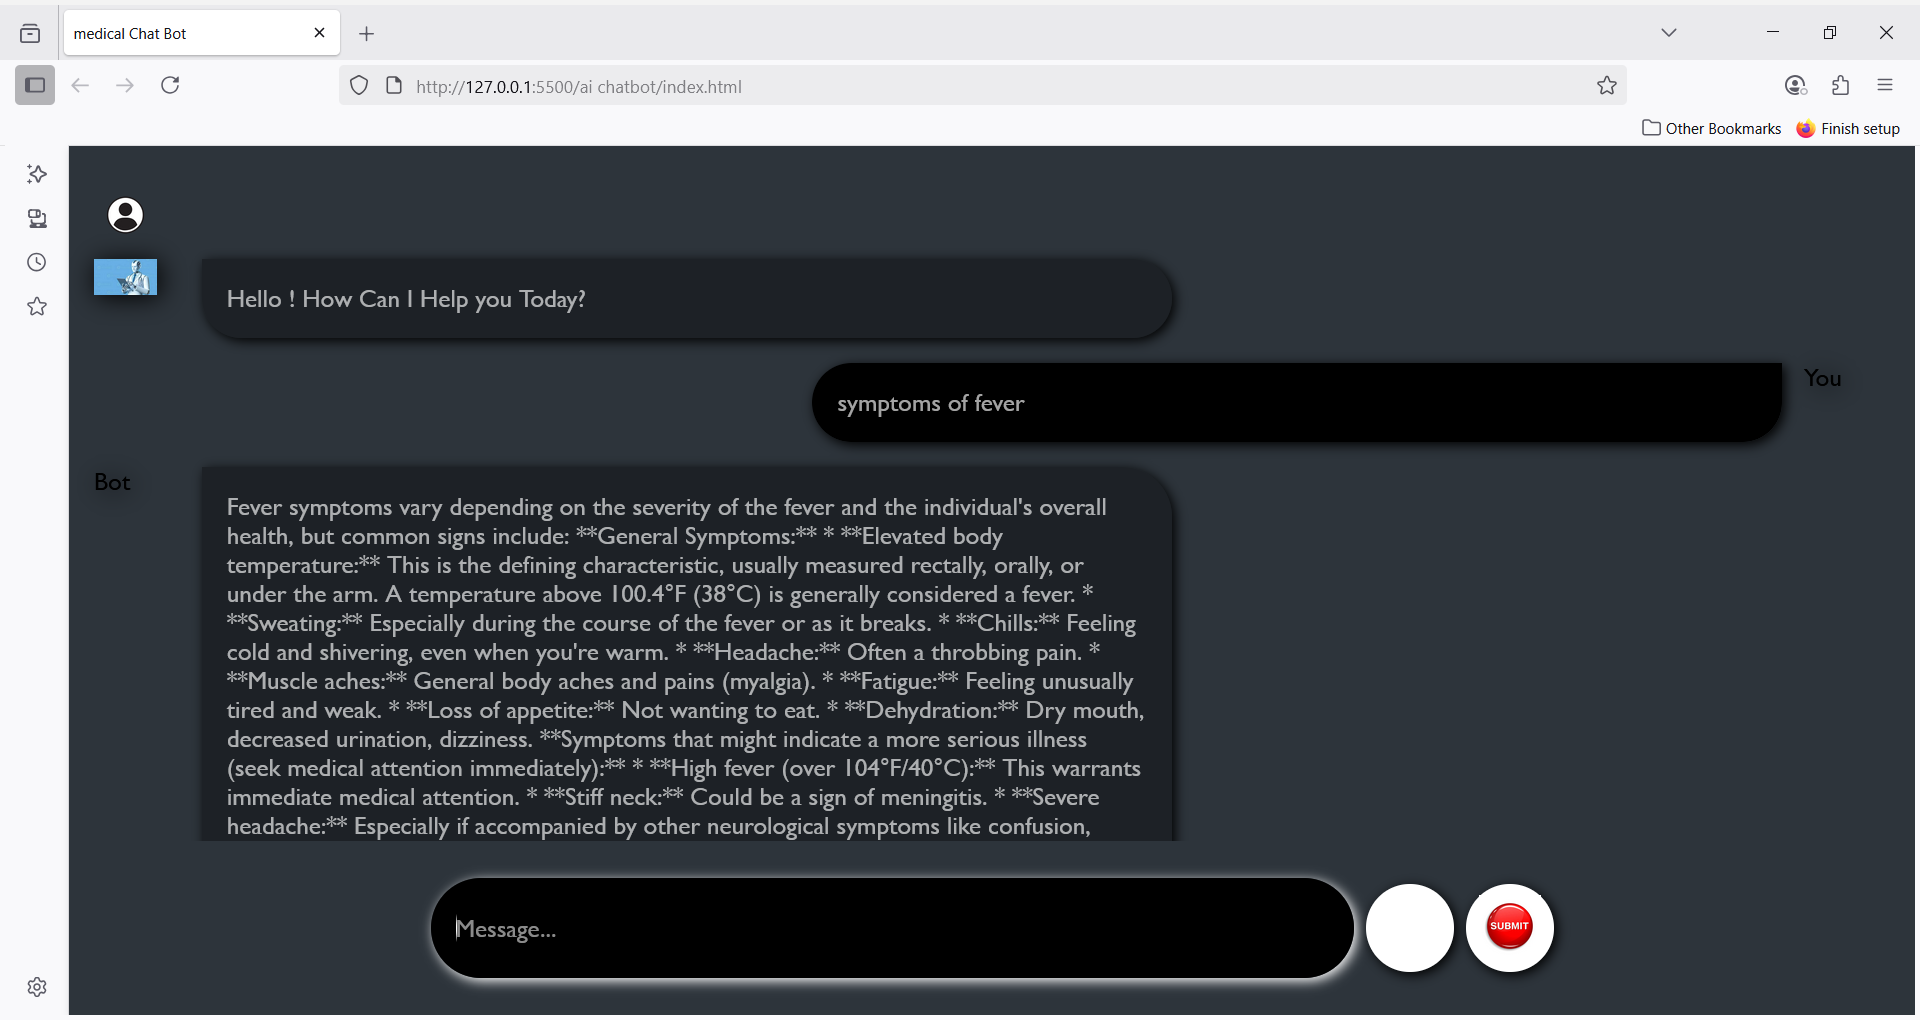 medical Chat Bot
http://127.0.0.1:5500/ai chatbot/index.html
Other Bookmarks
Finish setup
Hello ! How Can I Help you Today?
You
symptoms of fever
Bot
Fever symptoms vary depending on the severity of the fever and the individual's overall
health, but common signs include: **General Symptoms:** * **Elevated body
temperature:** This is the defining characteristic, usually measured rectally, orally, or
under the arm. A temperature above 100.4°F (38°C) is generally considered a fever. *
**Sweating:** Especially during the course of the fever or as it breaks. * **Chills:** Feeling
cold and shivering, even when you're warm. * **Headache:** Often a throbbing pain. *
**Muscle aches:** General body aches and pains (myalgia). * **Fatigue:** Feeling unusually
tired and weak. * **Loss of appetite:** Not wanting to eat. * **Dehydration:** Dry mouth,
decreased urination, dizziness. **Symptoms that might indicate a more serious illness
(seek medical attention immediately):** * **High fever (over 104°F/40°C):** This warrants
immediate medical attention. * **Stiff neck:** Could be a sign of meningitis. * **Severe
headache:** Especially if accompanied by other neurological symptoms like confusion,
Message...
SUBMIT